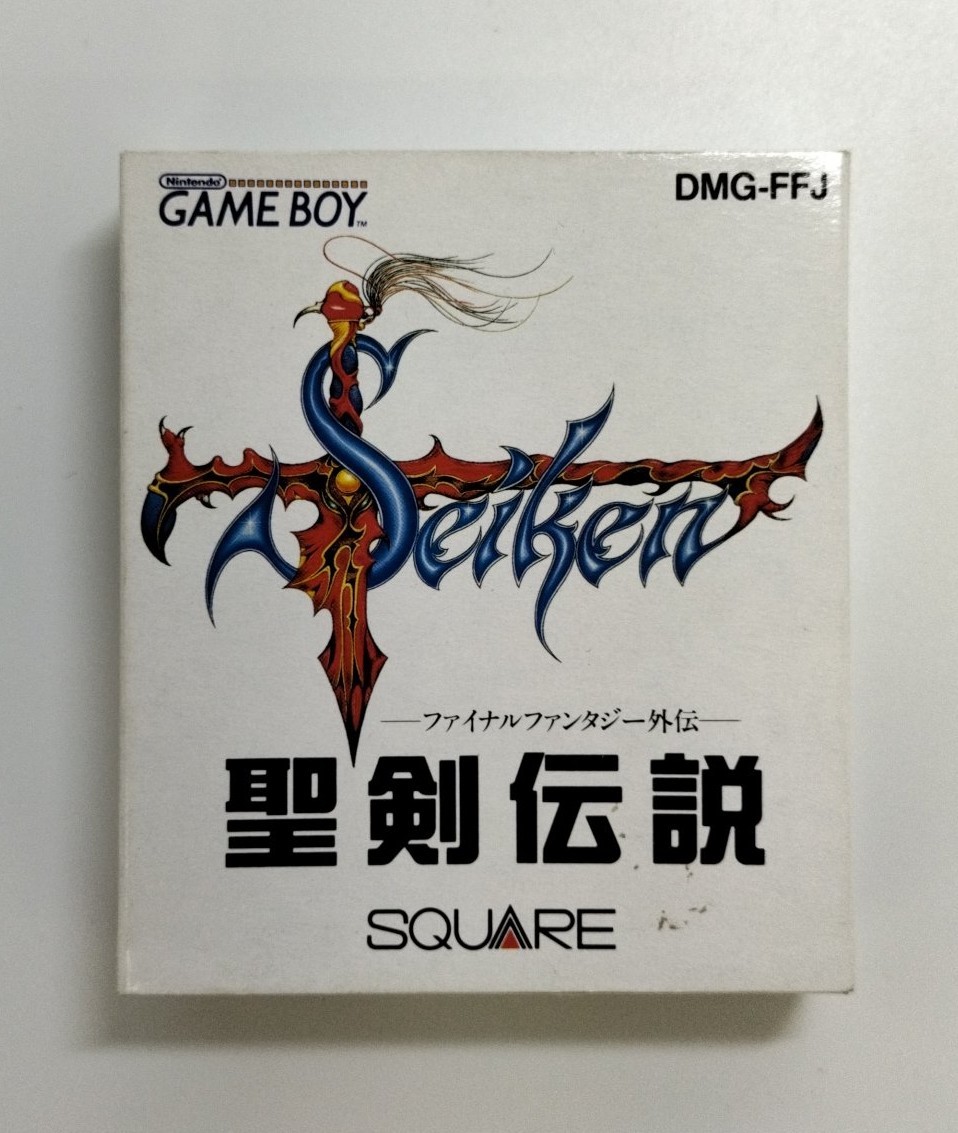 Nintendo®
GAME BOY™
DMG-FFJ
Seiken
―ファイナルファンタジー外伝―
聖剣伝説
SQUARE